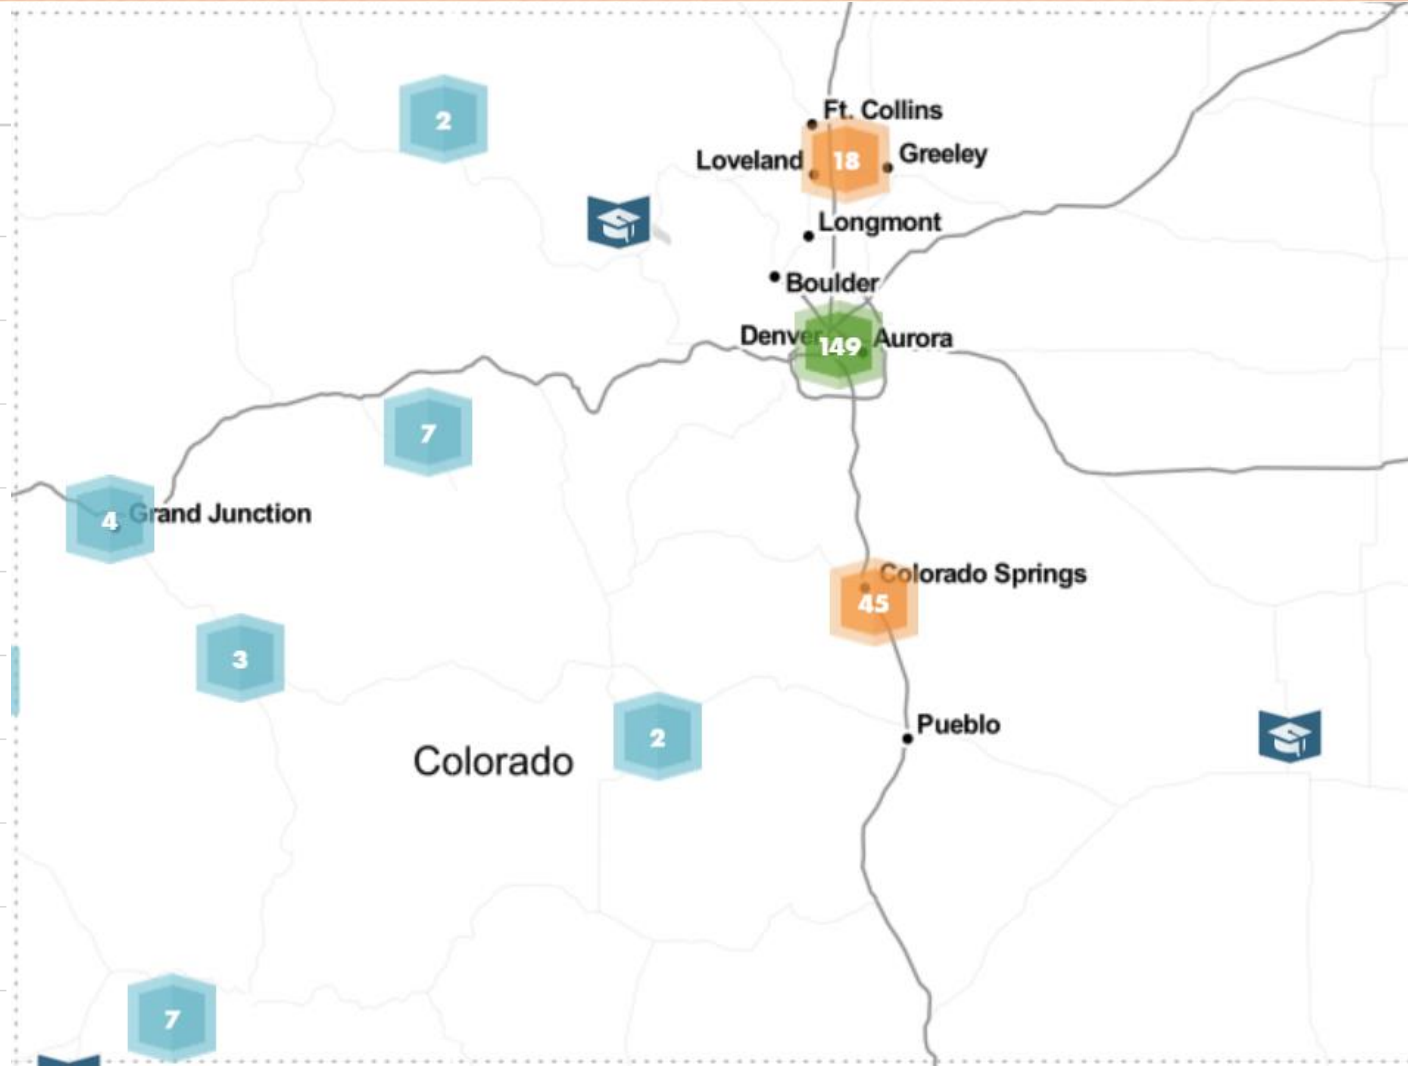 2
Ft. Collins
Loveland
18
Greeley
Longmont
Boulder
Denver
149
Aurora
7
4
Grand Junction
Colorado Springs
45
3
2
Pueblo
Colorado
7